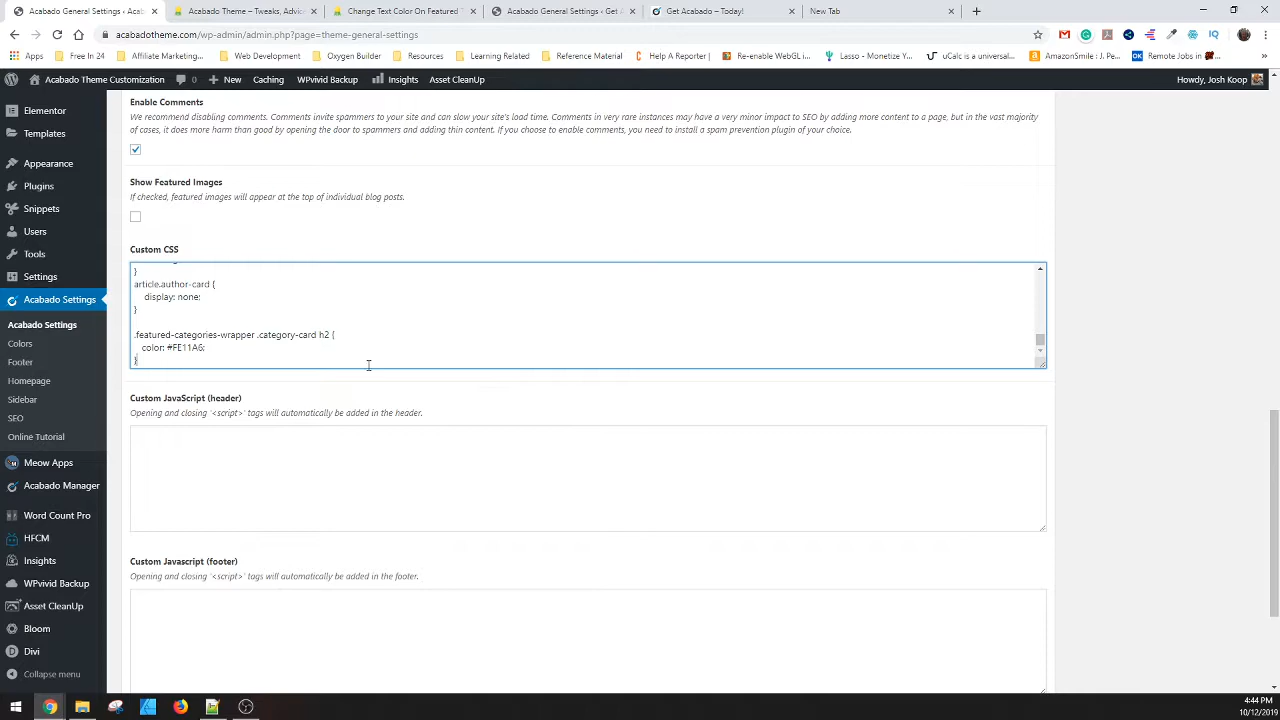 Acabado General Settings
Acabado Theme – Tweaks, Advic
Change Text Color On Featured
Acabado General Settings ‹ Get A
Get Acabado – Today!
New Tab
acabadotheme.com/wp-admin/admin.php?page=theme-general-settings
Apps
Free In 24
Affiliate Marketing...
Divi
Oxygen Builder
Resources
Learning Related
Reference Material
Help A Reporter
Re-enable WebGL i...
Lasso - Monetize Y...
uCalc is a universal...
AmazonSmile : J. Pe...
Remote Jobs in
Acabado Theme Customization
0
New
Caching
WPvivid Backup
Insights
Asset CleanUp
Howdy, Josh Koop
Elementor
Templates
Appearance
Plugins
Snippets
Users
Tools
Settings
Acabado Settings
Acabado Settings
Colors
Footer
Homepage
Sidebar
SEO
Online Tutorial
Meow Apps
Acabado Manager
Word Count Pro
HFCM
Insights
WPvivid Backup
Asset CleanUp
Bloom
Divi
Collapse menu
Enable Comments
We recommend disabling comments. Comments invite spammers to your site and can slow your site's load time. Comments in very rare instances may have a very minor impact to SEO by adding more content to a page, but in the vast majority
of cases, it does more harm than good by opening the door to spammers and adding thin content. If you choose to enable comments, you need to install a spam prevention plugin of your choice.
Show Featured Images
If checked, featured images will appear at the top of individual blog posts.
Custom CSS
}
article.author-card {
display: none;
}
.featured-categories-wrapper .category-card h2 {
color: #FE11A6;
}
Custom JavaScript (header)
Opening and closing '<script>' tags will automatically be added in the header.
Custom Javascript (footer)
Opening and closing '<script>' tags will automatically be added in the footer.
4:44 PM
10/12/2019